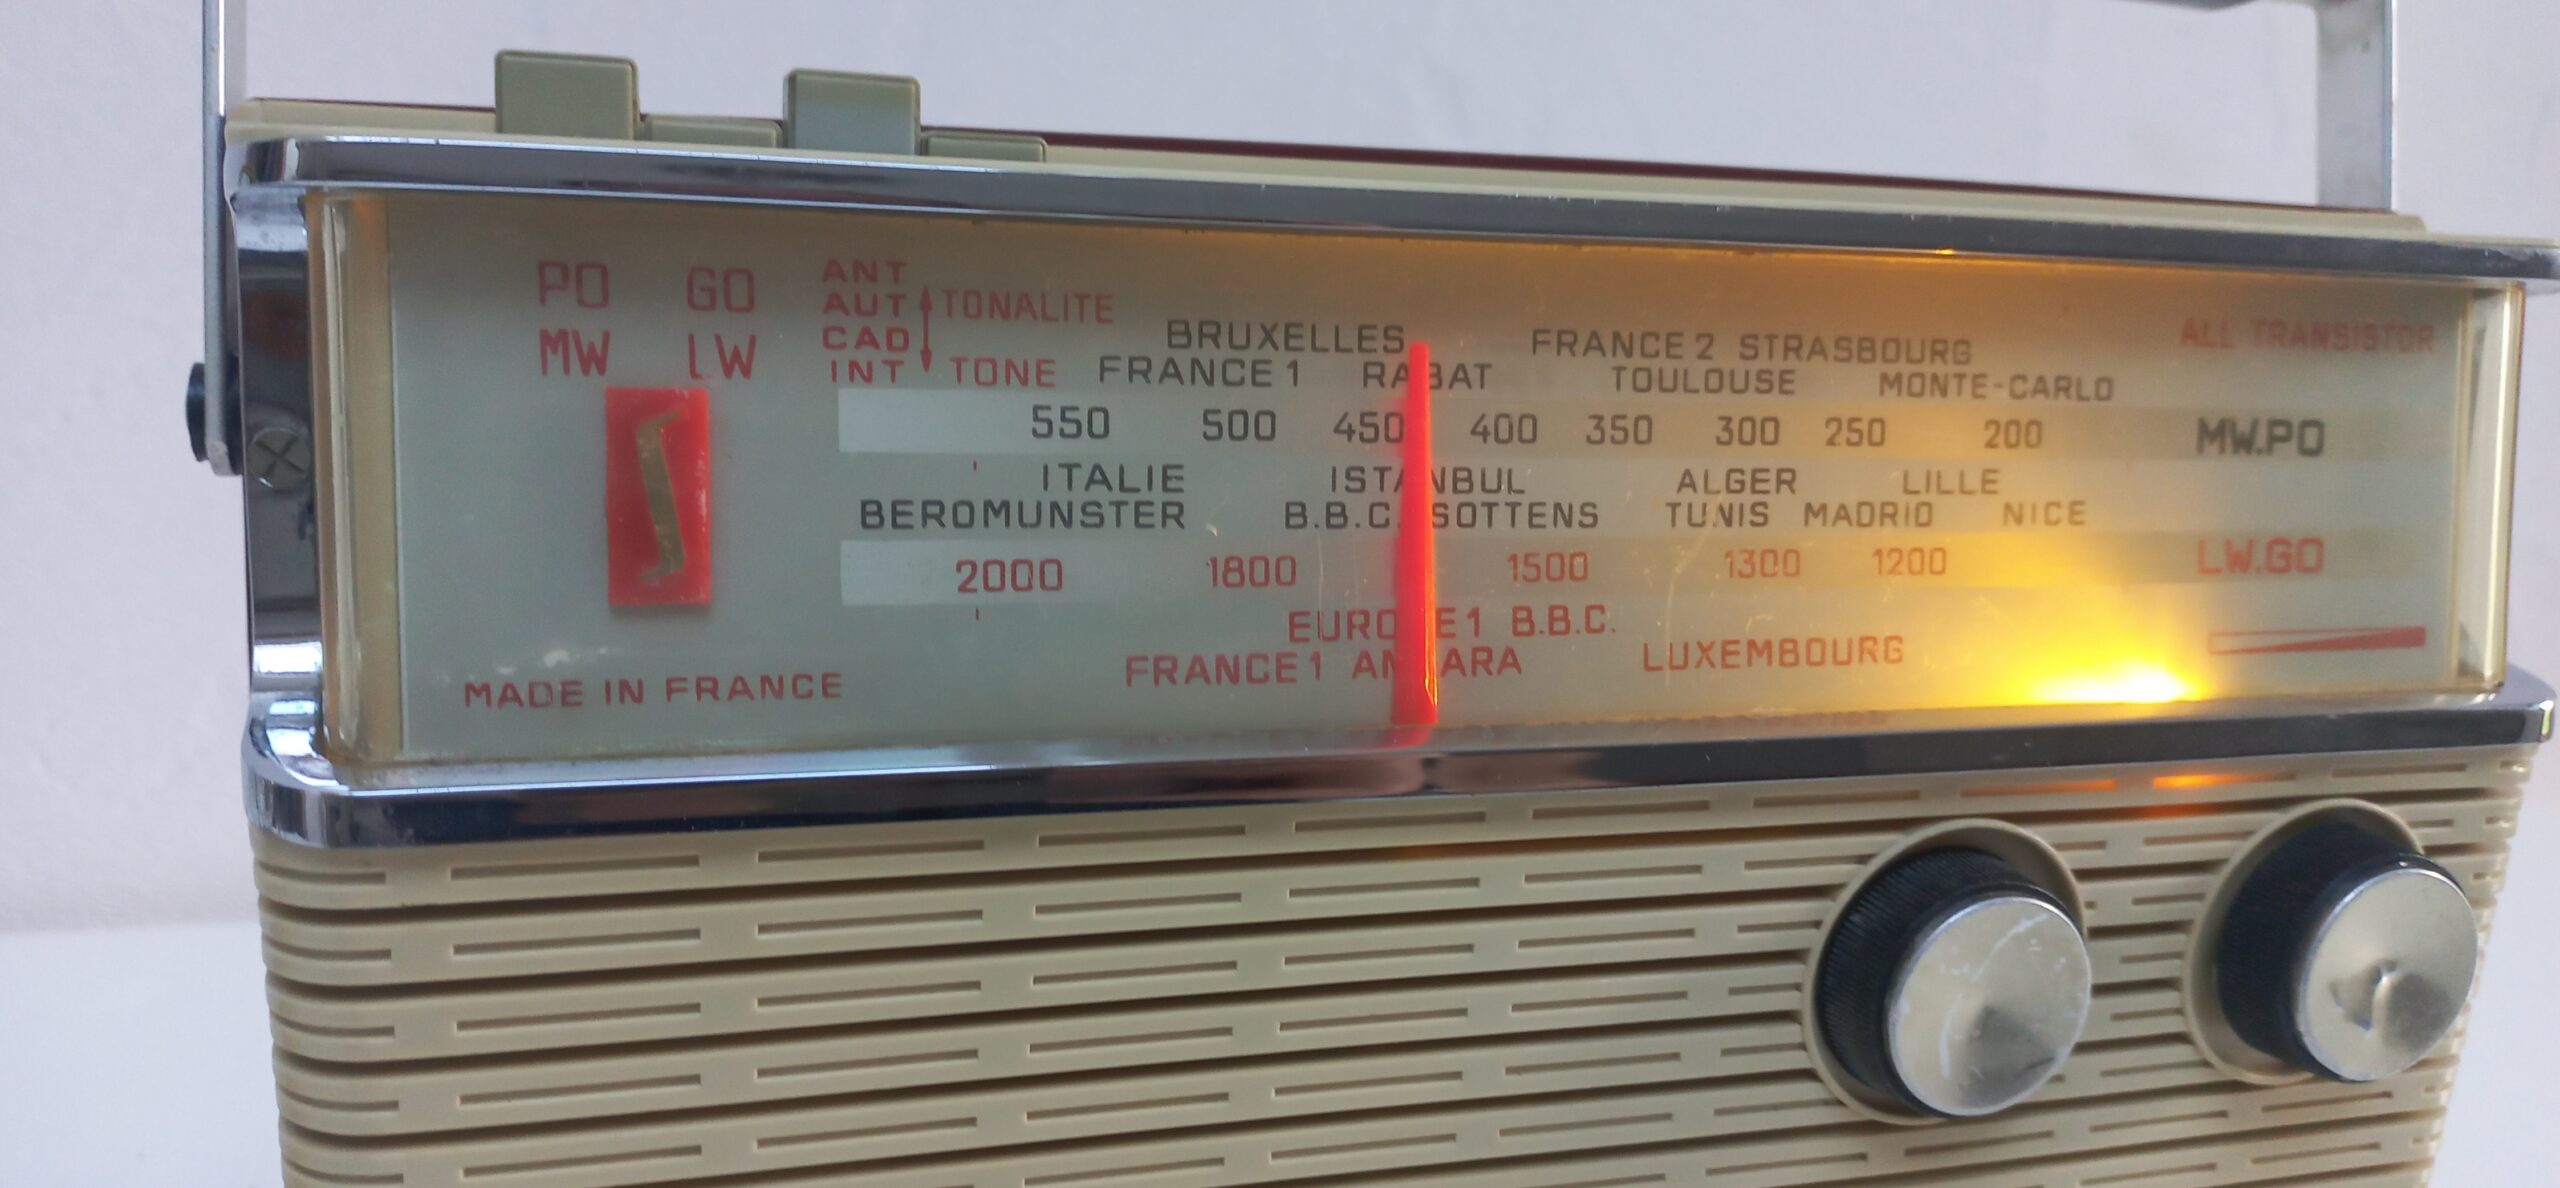 PO GO
MW LW
ANT
AUT TONALITE
CAD
INT TONE
BRUXELLES FRANCE 2 STRASBOURG
FRANCE 1 RABAT TOULOUSE MONTE-CARLO
550 500 450 400 350 300 250 200 MW.PO
ITALIE ISTANBUL ALGER LILLE
BEROMUNSTER B.B.C. SOTTENS TUNIS MADRID NICE
2000 1800 1500 1300 1200 LW.GO
EUROPE 1 B.B.C.
FRANCE 1 ANKARA LUXEMBOURG
ALL TRANSISTOR
MADE IN FRANCE